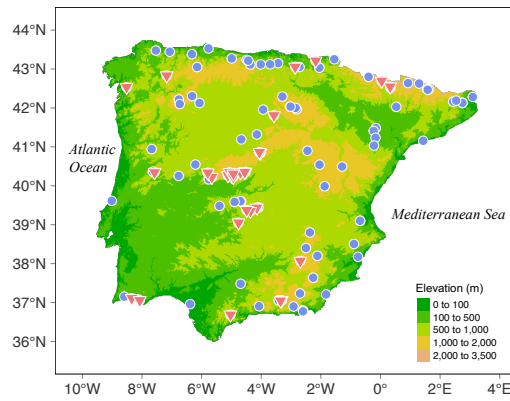 44°N
43°N
42°N
41°N
40°N
39°N
38°N
37°N
36°N
Atlantic
Ocean
Mediterranean Sea
Elevation (m)
0 to 100
100 to 500
500 to 1,000
1,000 to 2,000
2,000 to 3,500
10°W
8°W
6°W
4°W
2°W
0°
2°E
4°E